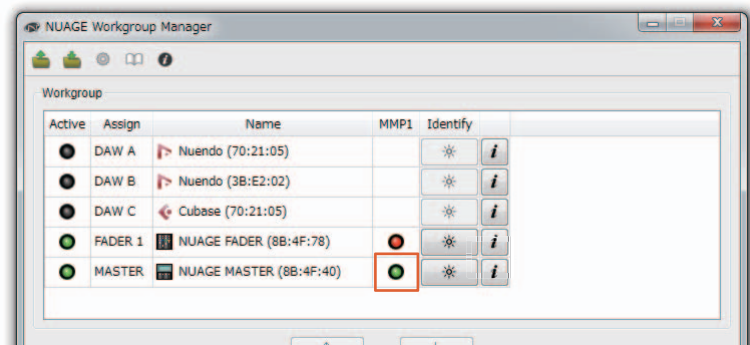 NUAGE Workgroup Manager
Workgroup
Active Assign Name MMP1 Identify
DAW A Nuendo (70:21:05) i
DAW B Nuendo (3B:E2:02) i
DAW C Cubase (70:21:05) i
FADER 1 NUAGE FADER (8B:4F:78) i
MASTER NUAGE MASTER (8B:4F:40) i